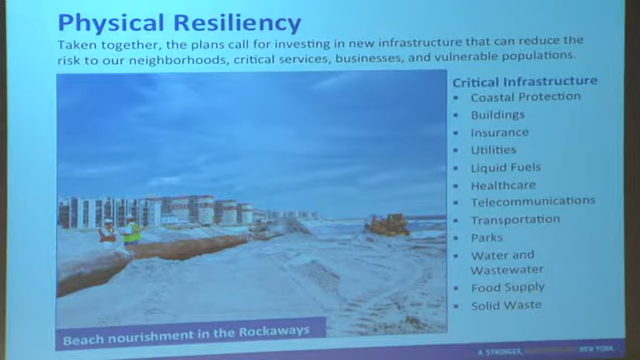 Physical Resiliency
Taken together, the plans call for investing in new infrastructure that can reduce the
risk to our neighborhoods, critical services, businesses, and vulnerable populations.
Critical Infrastructure
▪ Coastal Protection
▪ Buildings
▪ Insurance
▪ Utilities
▪ Liquid Fuels
▪ Healthcare
▪ Telecommunications
▪ Transportation
▪ Parks
▪ Water and
Wastewater
▪ Food Supply
▪ Solid Waste
Beach nourishment in the Rockaways
A STRONGER, NEW YORK